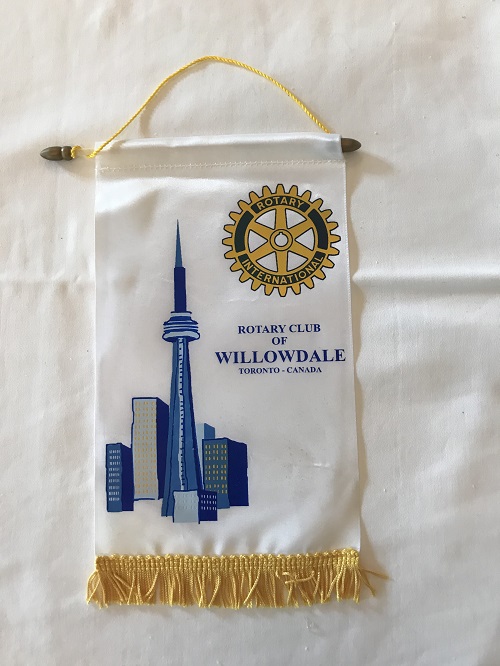 ROTARY
INTERNATIONAL
ROTARY CLUB
OF
WILLOWDALE
TORONTO - CANADA